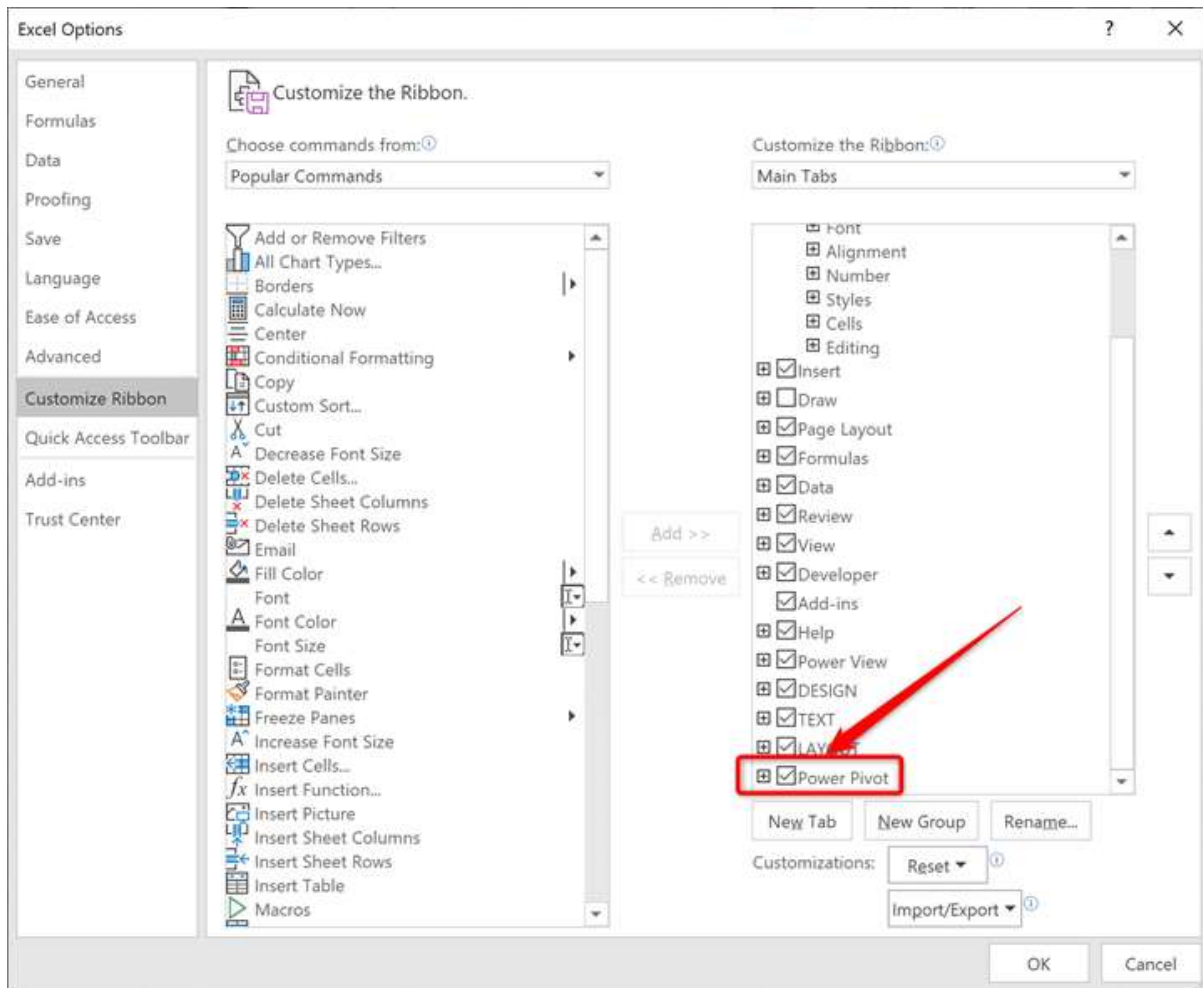 Excel Options
?
General
Formulas
Data
Proofing
Save
Language
Ease of Access
Advanced
Customize Ribbon
Quick Access Toolbar
Add-ins
Trust Center
Customize the Ribbon.
Choose commands from:
Popular Commands
Add or Remove Filters
All Chart Types...
Borders
Calculate Now
Center
Conditional Formatting
Copy
Custom Sort...
Cut
Decrease Font Size
Delete Cells...
Delete Sheet Columns
Delete Sheet Rows
Email
Fill Color
Font
Font Color
Font Size
Format Cells
Format Painter
Freeze Panes
Increase Font Size
Insert Cells...
Insert Function...
Insert Picture
Insert Sheet Columns
Insert Sheet Rows
Insert Table
Macros
Add >>
<< Remove
Customize the Ribbon:
Main Tabs
Font
Alignment
Number
Styles
Cells
Editing
Insert
Draw
Page Layout
Formulas
Data
Review
View
Developer
Add-ins
Help
Power View
DESIGN
TEXT
LAYOUT
Power Pivot
New Tab
New Group
Rename...
Customizations:
Reset
Import/Export
OK
Cancel